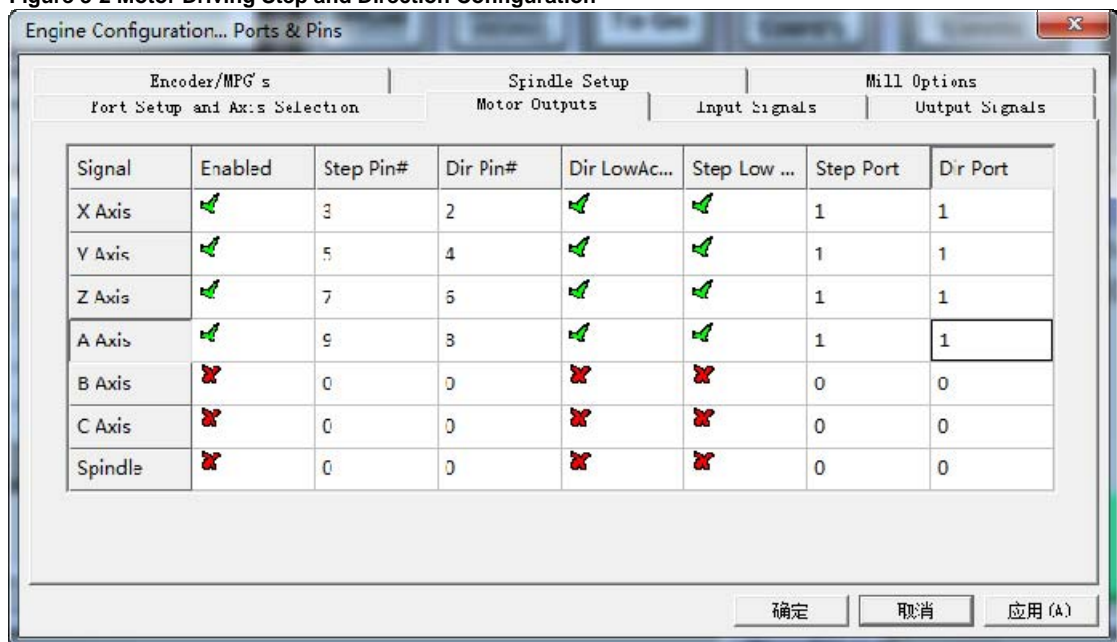 Motor Driving Step and Direction Configuration
Engine Configuration... Ports & Pins
Encoder/MPG's Spindle Setup Mill Options
Port Setup and Axis Selection Motor Outputs Input Signals Output Signals
Signal Enabled Step Pin# Dir Pin# Dir LowAc... Step Low ... Step Port Dir Port
X Axis 3 2 1 1
Y Axis 5 4 1 1
Z Axis 7 6 1 1
A Axis 9 8 1 1
B Axis 0 0 0 0
C Axis 0 0 0 0
Spindle 0 0 0 0
确定 取消 应用(A)